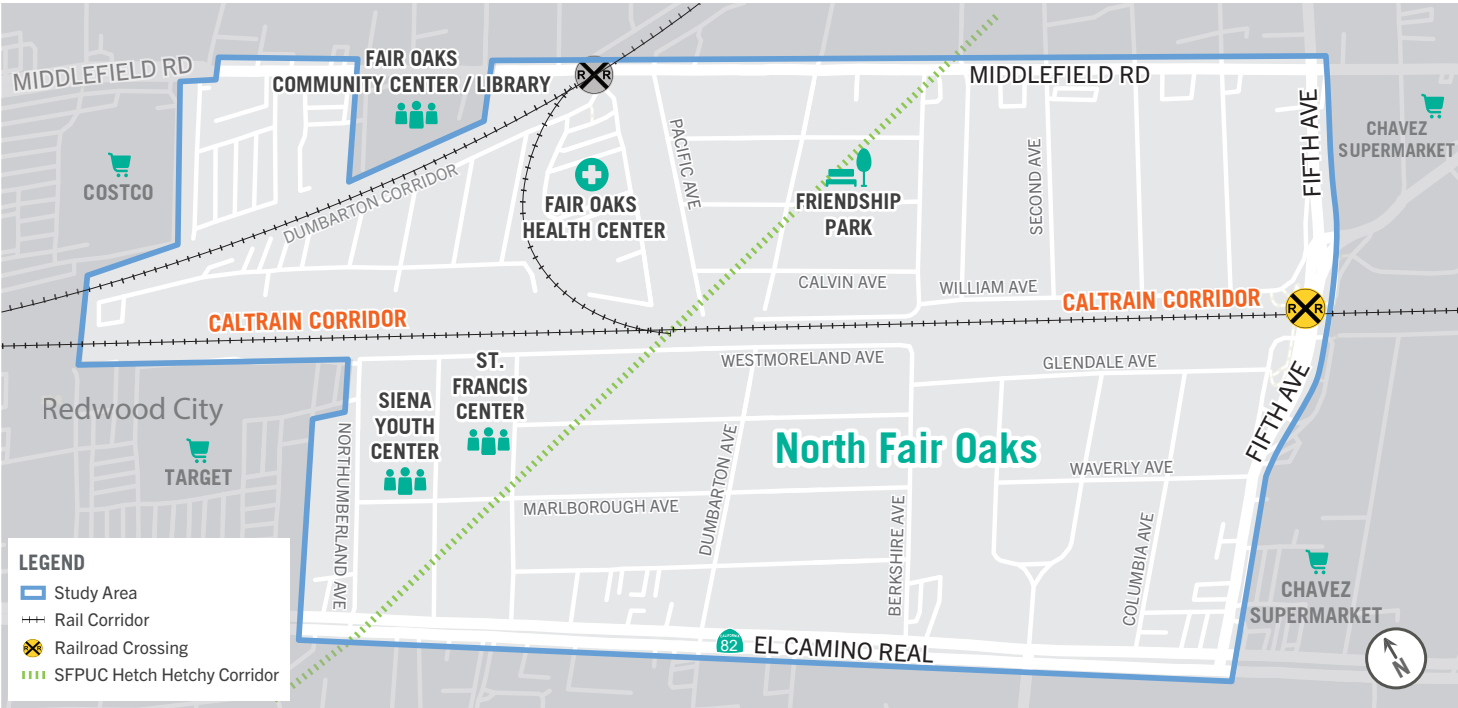 MIDDLEFIELD RD
FAIR OAKS
COMMUNITY CENTER / LIBRARY
R R
MIDDLEFIELD RD
FIFTH AVE
CHAVEZ
SUPERMARKET
COSTCO
DUMBARTON CORRIDOR
FAIR OAKS
HEALTH CENTER
PACIFIC AVE
FRIENDSHIP
PARK
SECOND AVE
CALVIN AVE
WILLIAM AVE
CALTRAIN CORRIDOR
CALTRAIN CORRIDOR
R R
WESTMORELAND AVE
GLENDALE AVE
FIFTH AVE
Redwood City
TARGET
NORTHUMBERLAND AVE
SIENA
YOUTH
CENTER
ST.
FRANCIS
CENTER
MARLBOROUGH AVE
DUMBARTON AVE
North Fair Oaks
WAVERLY AVE
BERKSHIRE AVE
COLUMBIA AVE
CHAVEZ
SUPERMARKET
CALIFORNIA
82
EL CAMINO REAL
N
LEGEND
Study Area
Rail Corridor
R R
Railroad Crossing
SFPUC Hetch Hetchy Corridor